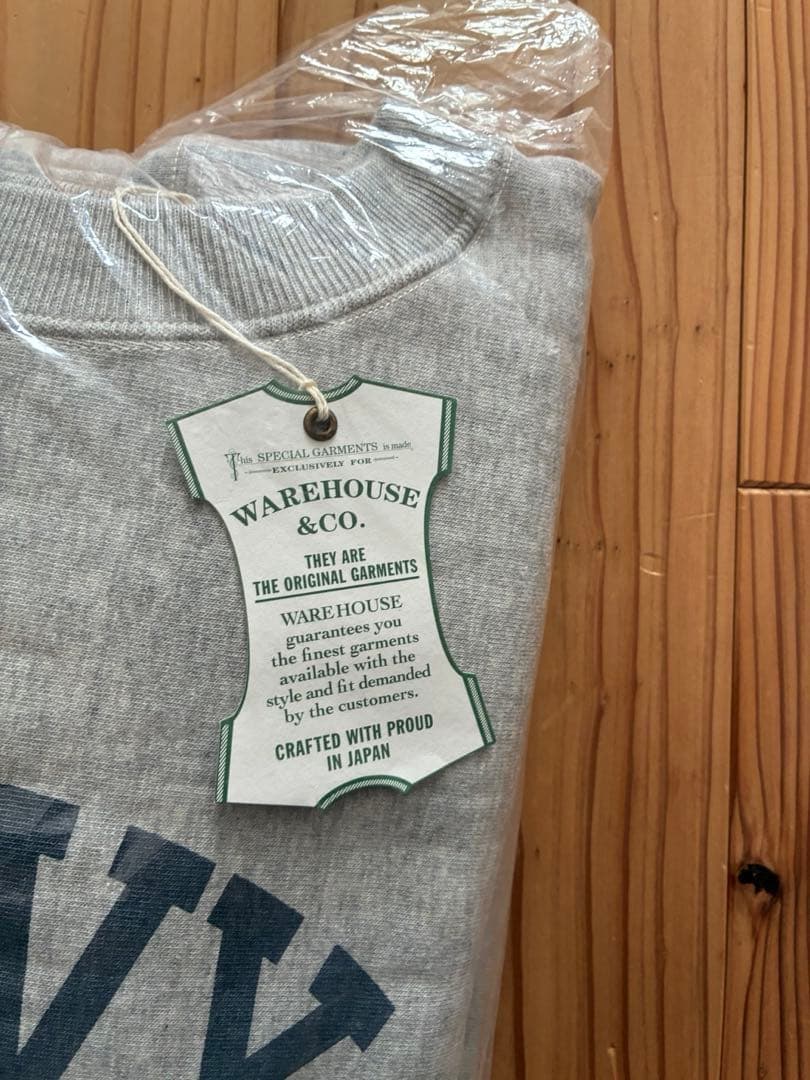 This SPECIAL GARMENTS is made
EXCLUSIVELY FOR
WAREHOUSE
&CO.
THEY ARE
THE ORIGINAL GARMENTS
WAREHOUSE
guarantees you
the finest garments
available with the
style and fit demanded
by the customers.
CRAFTED WITH PROUD
IN JAPAN
VY